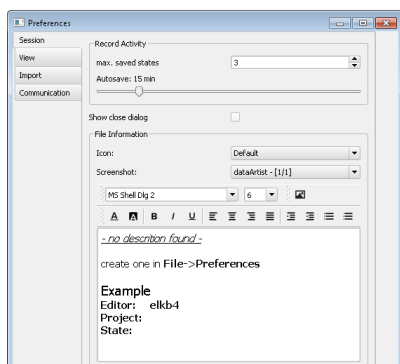 Preferences
Session
View
Import
Communication
Record Activity
max. saved states 3
Autosave: 15 min
Show close dialog
File Information
Icon: Default
Screenshot: dataArtist - [1/1]
MS Shell Dlg 2 6
A A B I U
- no descrition found -
create one in File->Preferences
Example
Editor: elkb4
Project:
State: